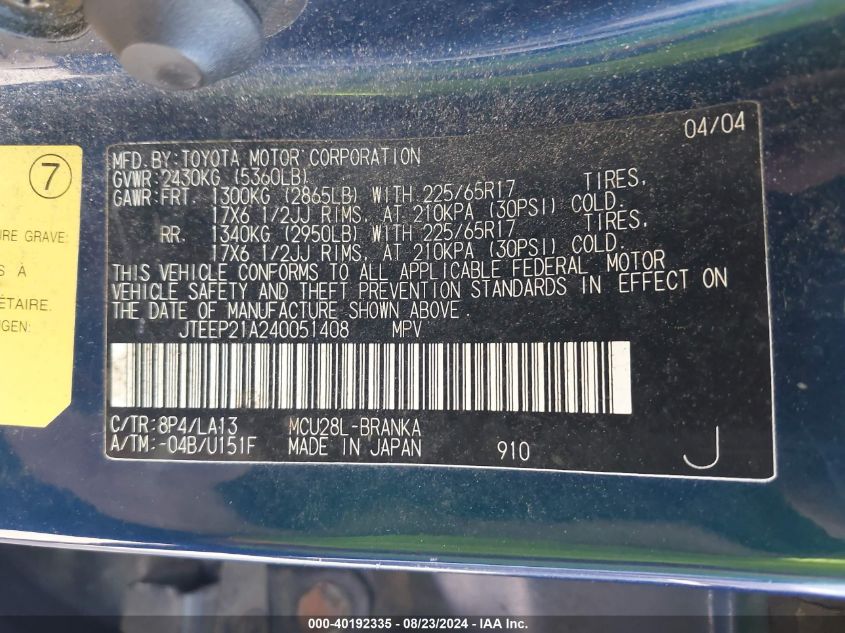 04/04
MFD.BY:TOYOTA MOTOR CORPORATION
GVWR:2430KG (5360LB)
GAWR:FRT. 1300KG (2865LB) WITH 225/65R17 TIRES,
17X6 1/2JJ RIMS, AT 210KPA (30PSI) COLD.
RR. 1340KG (2950LB) WITH 225/65R17 TIRES,
17X6 1/2JJ RIMS, AT 210KPA (30PSI) COLD.
THIS VEHICLE CONFORMS TO ALL APPLICABLE FEDERAL MOTOR
VEHICLE SAFETY AND THEFT PREVENTION STANDARDS IN EFFECT ON
THE DATE OF MANUFACTURE SHOWN ABOVE.
JTEEP21A240051408 MPV
C/TR:8P4/LA13 MCU28L-BRANKA
A/TM:-04B/U151F MADE IN JAPAN 910 J
7
URE GRAVE:
S À
ÉTAIRE.
UGEN:
000-40192335 - 08/23/2024 - IAA Inc.